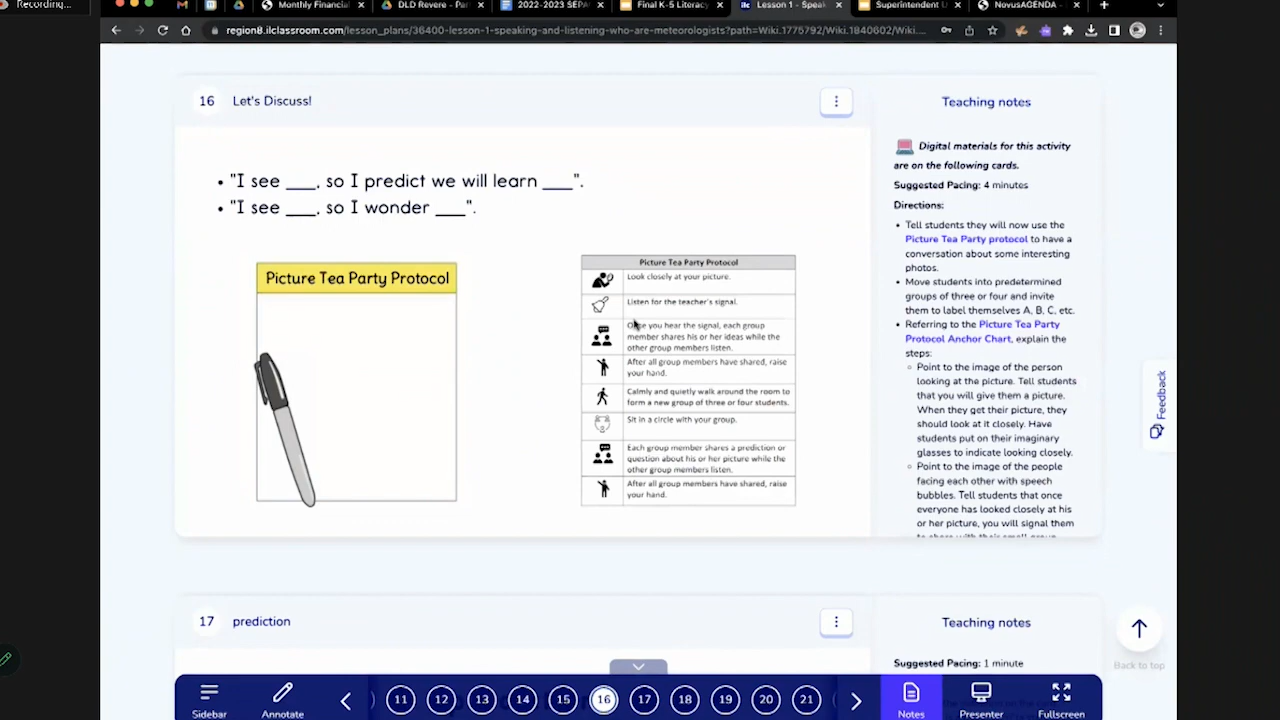 Recording...
Monthly Financial
DLD Revere - Par
2022-2023 SEPA
Final K-5 Literacy
Lesson 1 - Speak
Superintendent U
NovusAGENDA -
region8.ilclassroom.com/lesson_plans/36400-lesson-1-speaking-and-listening-who-are-meteorologists?path=Wiki.1775792/Wiki.1840602/Wiki....
16 Let's Discuss!
• "I see ___, so I predict we will learn ___".
• "I see ___, so I wonder ___".
Picture Tea Party Protocol
Picture Tea Party Protocol
Look closely at your picture.
Listen for the teacher's signal.
Once you hear the signal, each group
member shares his or her ideas while the
other group members listen.
After all group members have shared, raise
your hand.
Calmly and quietly walk around the room to
form a new group of three or four students.
Sit in a circle with your group.
Each group member shares a prediction or
question about his or her picture while the
other group members listen.
After all group members have shared, raise
your hand.
Teaching notes
Digital materials for this activity
are on the following cards.
Suggested Pacing: 4 minutes
Directions:
• Tell students they will now use the
Picture Tea Party protocol to have a
conversation about some interesting
photos.
• Move students into predetermined
groups of three or four and invite
them to label themselves A, B, C, etc.
• Referring to the Picture Tea Party
Protocol Anchor Chart, explain the
steps:
Point to the image of the person
looking at the picture. Tell students
that you will give them a picture.
When they get their picture, they
should look at it closely. Have
students put on their imaginary
glasses to indicate looking closely.
Point to the image of the people
facing each other with speech
bubbles. Tell students that once
everyone has looked closely at his
or her picture, you will signal them
to share with their small group
Feedback
17 prediction
Teaching notes
Suggested Pacing: 1 minute
Back to top
Sidebar
Annotate
11 12 13 14 15 16 17 18 19 20 21
Notes
Presenter
Fullscreen